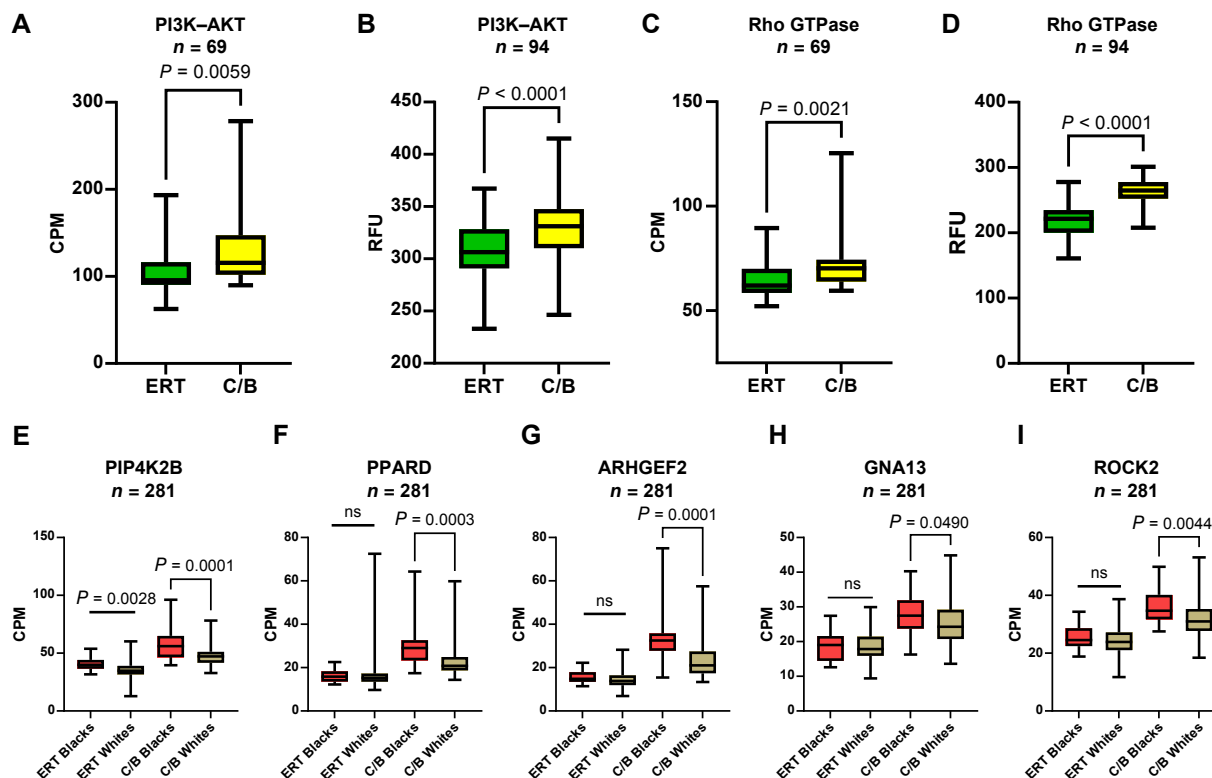 A
PI3K–AKT
n = 69
P = 0.0059
CPM
300
200
100
0
ERT
C/B
B
PI3K–AKT
n = 94
P < 0.0001
RFU
450
400
350
300
250
200
ERT
C/B
C
Rho GTPase
n = 69
P = 0.0021
CPM
150
100
50
ERT
C/B
D
Rho GTPase
n = 94
P < 0.0001
RFU
400
300
200
100
0
ERT
C/B
E
PIP4K2B
n = 281
P = 0.0028
P = 0.0001
CPM
150
100
50
0
ERT Blacks
ERT Whites
C/B Blacks
C/B Whites
F
PPARD
n = 281
ns
P = 0.0003
CPM
80
60
40
20
0
ERT Blacks
ERT Whites
C/B Blacks
C/B Whites
G
ARHGEF2
n = 281
ns
P = 0.0001
CPM
80
60
40
20
0
ERT Blacks
ERT Whites
C/B Blacks
C/B Whites
H
GNA13
n = 281
ns
P = 0.0490
CPM
50
40
30
20
10
0
ERT Blacks
ERT Whites
C/B Blacks
C/B Whites
I
ROCK2
n = 281
ns
P = 0.0044
CPM
60
40
20
0
ERT Blacks
ERT Whites
C/B Blacks
C/B Whites